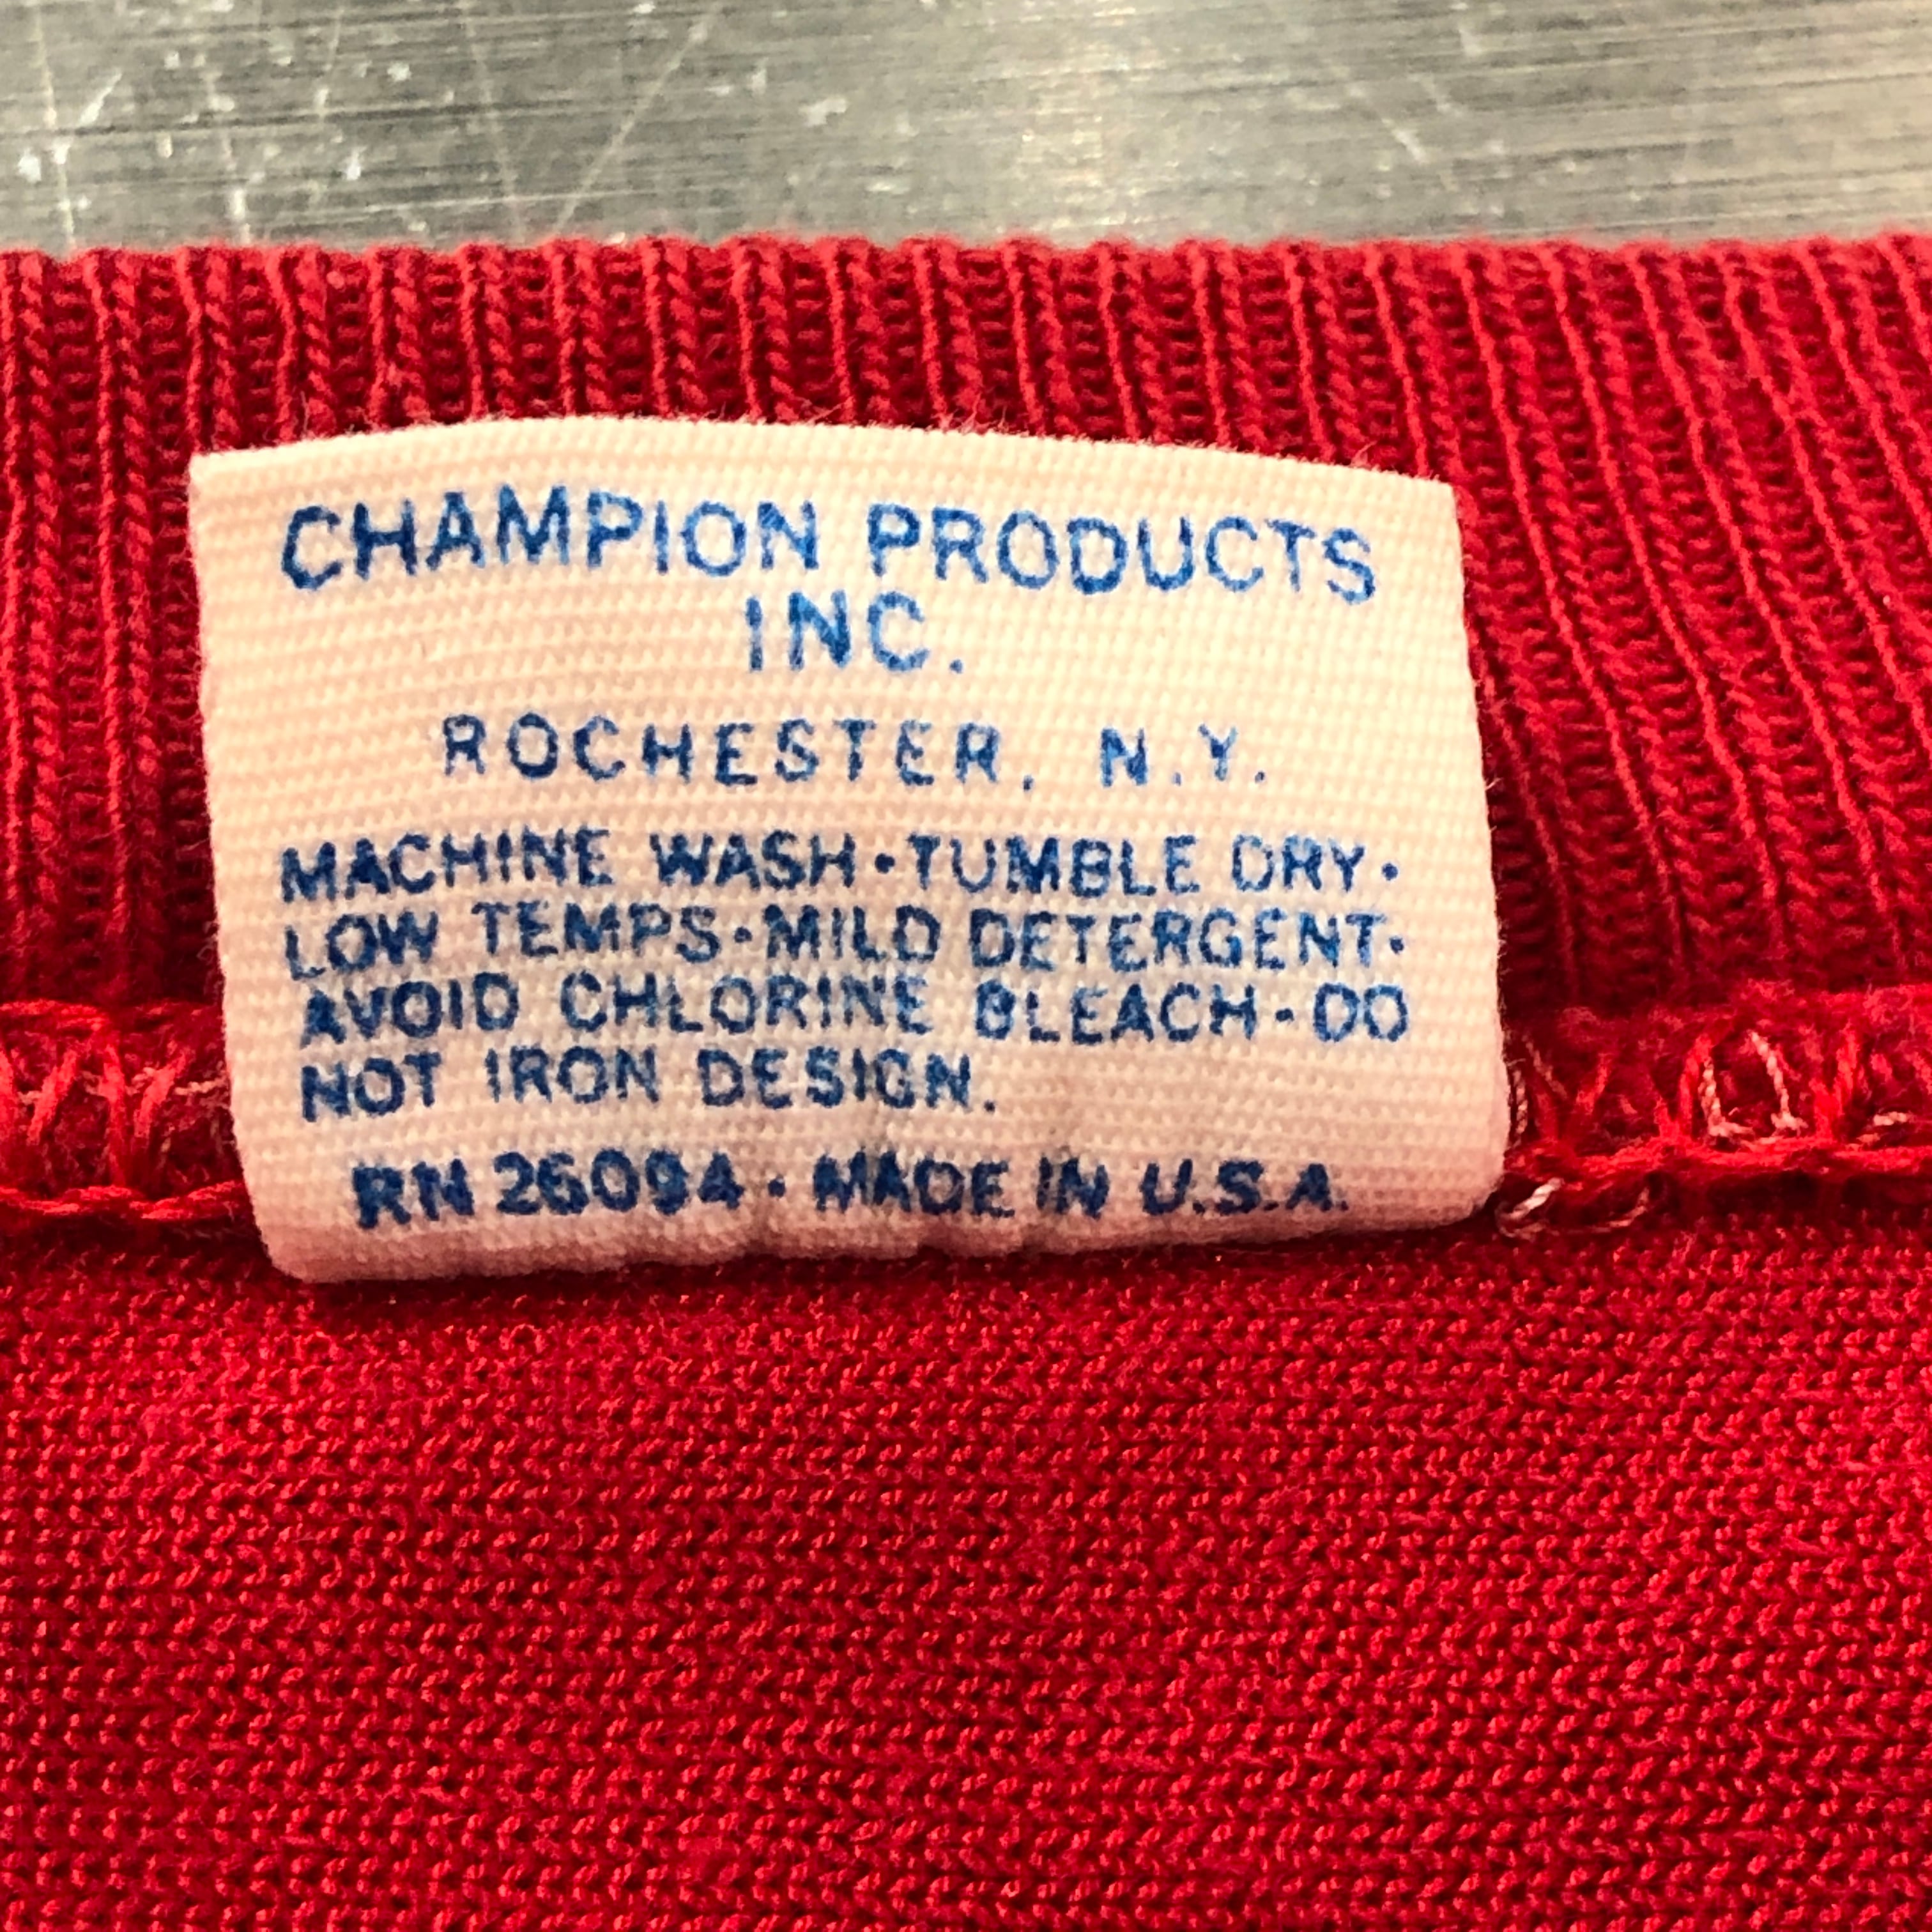 CHAMPION PRODUCTS
INC.
ROCHESTER, N.Y.
MACHINE WASH•TUMBLE DRY•
LOW TEMPS•MILD DETERGENT•
AVOID CHLORINE BLEACH•DO
NOT IRON DESIGN.
RN 26094 • MADE IN U.S.A.